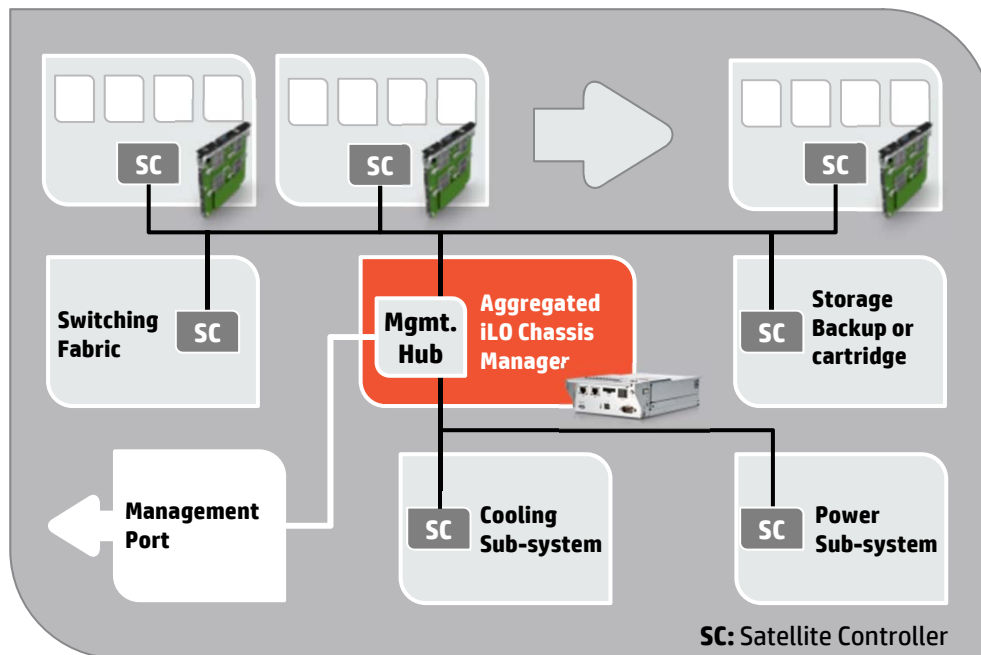 SC
SC
SC
Switching
Fabric
SC
Mgmt.
Hub
Aggregated
iLO Chassis
Manager
SC
Storage
Backup or
cartridge
Management
Port
SC
Cooling
Sub-system
SC
Power
Sub-system
SC: Satellite Controller